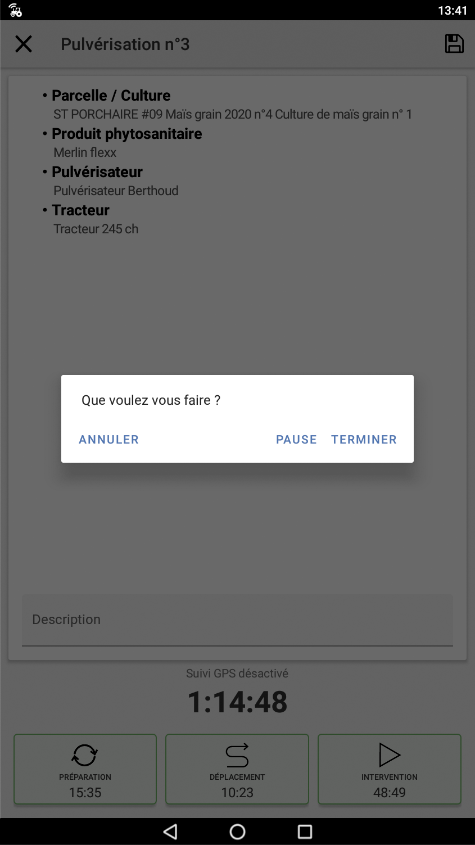 13:41
Pulvérisation n°3
• Parcelle / Culture
ST PORCHAIRE #09 Maïs grain 2020 n°4 Culture de maïs grain n° 1
• Produit phytosanitaire
Merlin flexx
• Pulvérisateur
Pulvérisateur Berthoud
• Tracteur
Tracteur 245 ch
Que voulez vous faire ?
ANNULER PAUSE TERMINER
Description
Suivi GPS désactivé
1:14:48
PRÉPARATION DÉPLACEMENT INTERVENTION
15:35 10:23 48:49